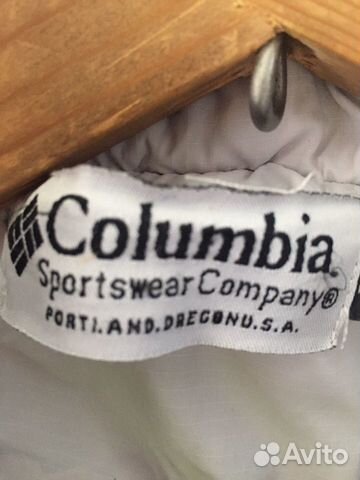 Columbia
Sportswear Company®
PORTLAND, OREGON U.S.A.
Avito